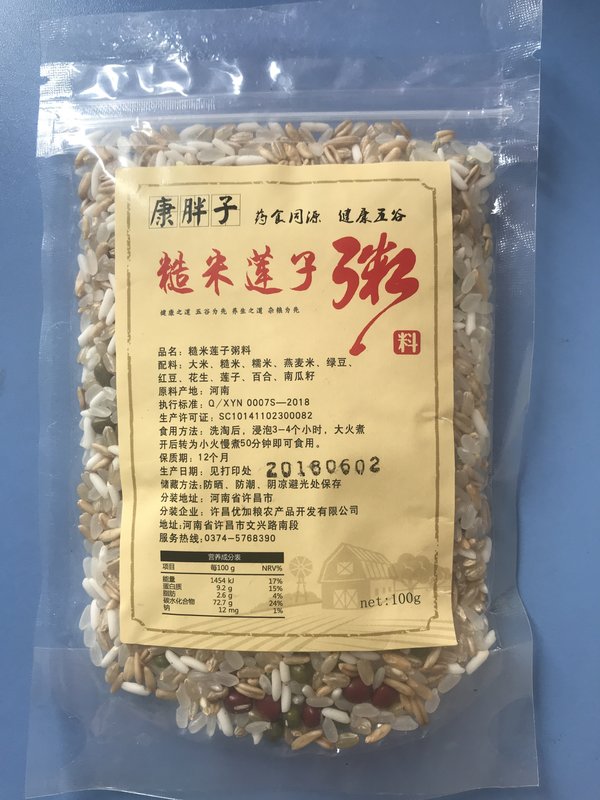 康胖子 药食同源 健康五谷
糙米莲子粥
料
健康之道 五谷为先 养生之道 杂粮为先
品名：糙米莲子粥料
配料：大米、糙米、糯米、燕麦米、绿豆、
红豆、花生、莲子、百合、南瓜籽
原料产地：河南
执行标准：Q/XYN 0007S—2018
生产许可证：SC10141102300082
食用方法：洗淘后，浸泡3-4个小时，大火煮
开后转为小火慢煮50分钟即可食用。
保质期：12个月
生产日期：见打印处 20180602
储藏方法:防晒、防潮、阴凉避光处保存
分装地址：河南省许昌市
分装企业：许昌优加粮农产品开发有限公司
地址:河南省许昌市文兴路南段
服务热线:0374-5768390
营养成分表
项目 每100 g NRV%
能量 1454 kJ 17%
蛋白质 9.2 g 15%
脂肪 2.6 g 4%
碳水化合物 72.7 g 24%
钠 12 mg 1%
net:100g